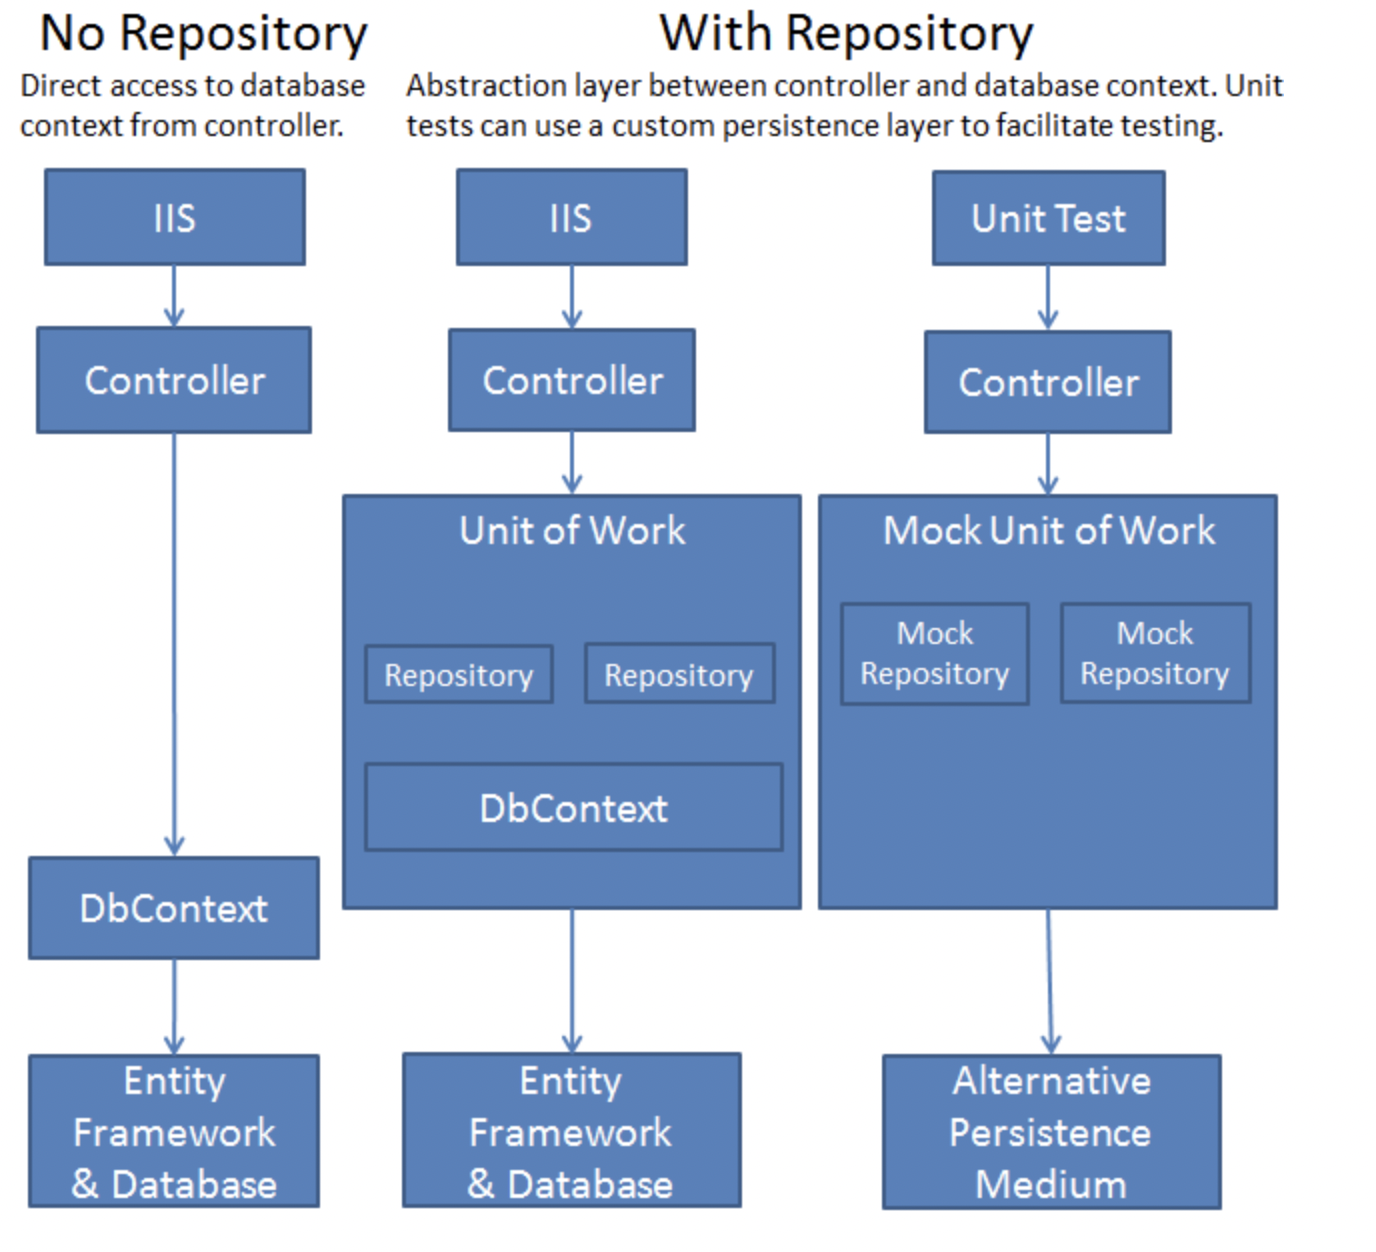 No Repository
Direct access to database
context from controller.
IIS
Controller
DbContext
Entity
Framework
& Database
With Repository
Abstraction layer between controller and database context. Unit
tests can use a custom persistence layer to facilitate testing.
IIS
Controller
Unit of Work
Repository
Repository
DbContext
Entity
Framework
& Database
Unit Test
Controller
Mock Unit of Work
Mock
Repository
Mock
Repository
Alternative
Persistence
Medium